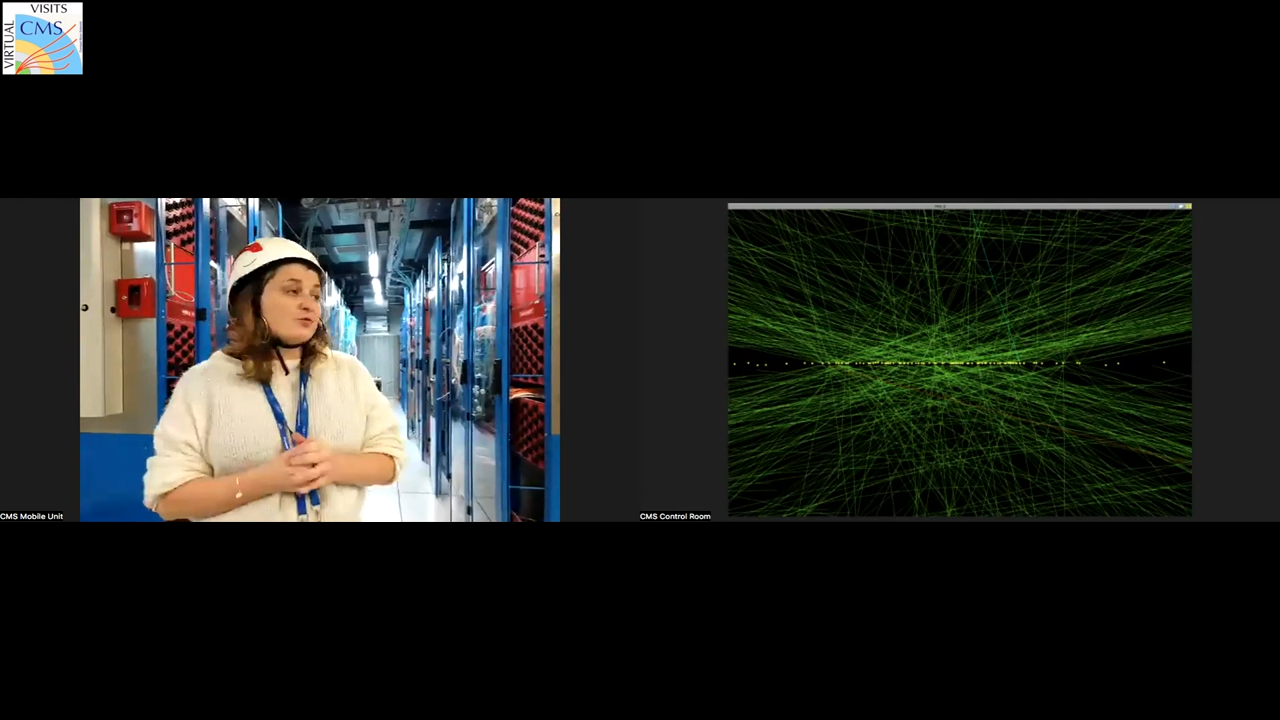 VISITS
CMS
VIRTUAL
CMS Mobile Unit
CMS Control Room